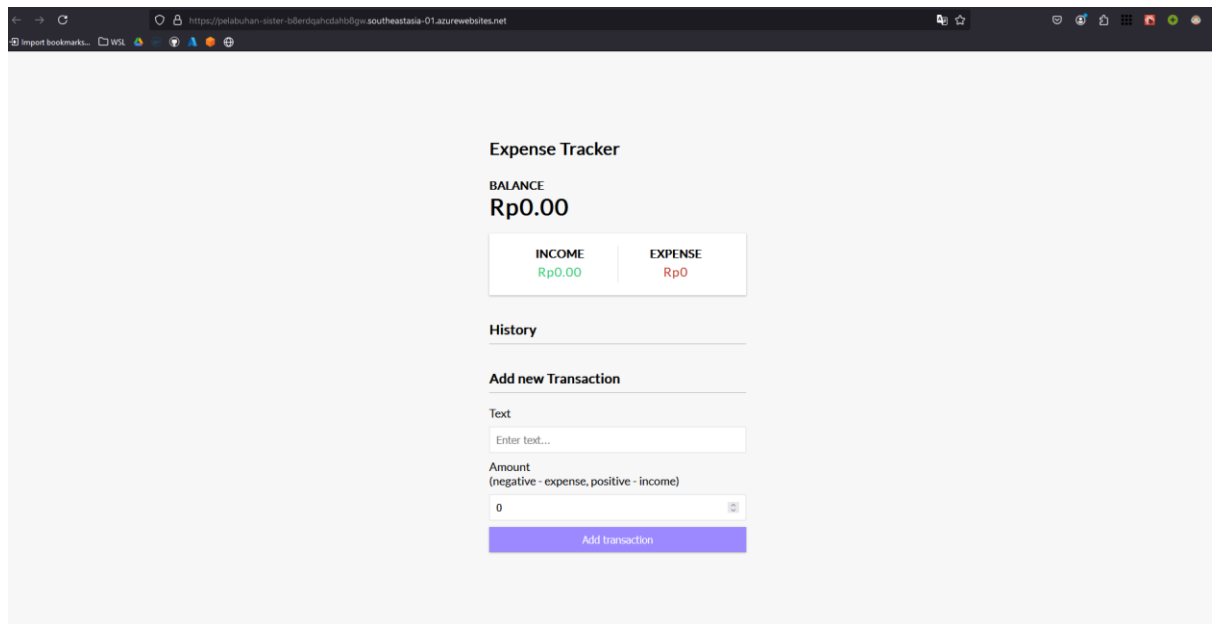 https://pelabuhan-sister-b8erdqahcdahb8gw.southeastasia-01.azurewebsites.net
Import bookmarks... WSL
Expense Tracker
BALANCE
Rp0.00
INCOME EXPENSE
Rp0.00 Rp0
History
Add new Transaction
Text
Enter text...
Amount
(negative - expense, positive - income)
0
Add transaction